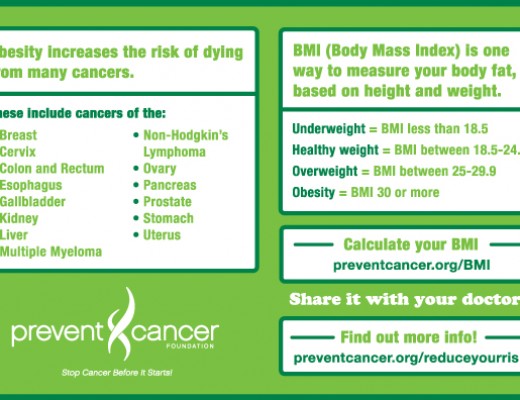 besity increases the risk of dying
rom many cancers.
hese include cancers of the:
Breast
Cervix
Colon and Rectum
Esophagus
Gallbladder
Kidney
Liver
Multiple Myeloma
• Non-Hodgkin's
Lymphoma
• Ovary
• Pancreas
• Prostate
• Stomach
• Uterus
prevent cancer
FOUNDATION
Stop Cancer Before It Starts!
BMI (Body Mass Index) is one
way to measure your body fat,
based on height and weight.
Underweight = BMI less than 18.5
Healthy weight = BMI between 18.5-24.
Overweight = BMI between 25-29.9
Obesity = BMI 30 or more
Calculate your BMI
preventcancer.org/BMI
Share it with your doctor
Find out more info!
preventcancer.org/reduceyourris